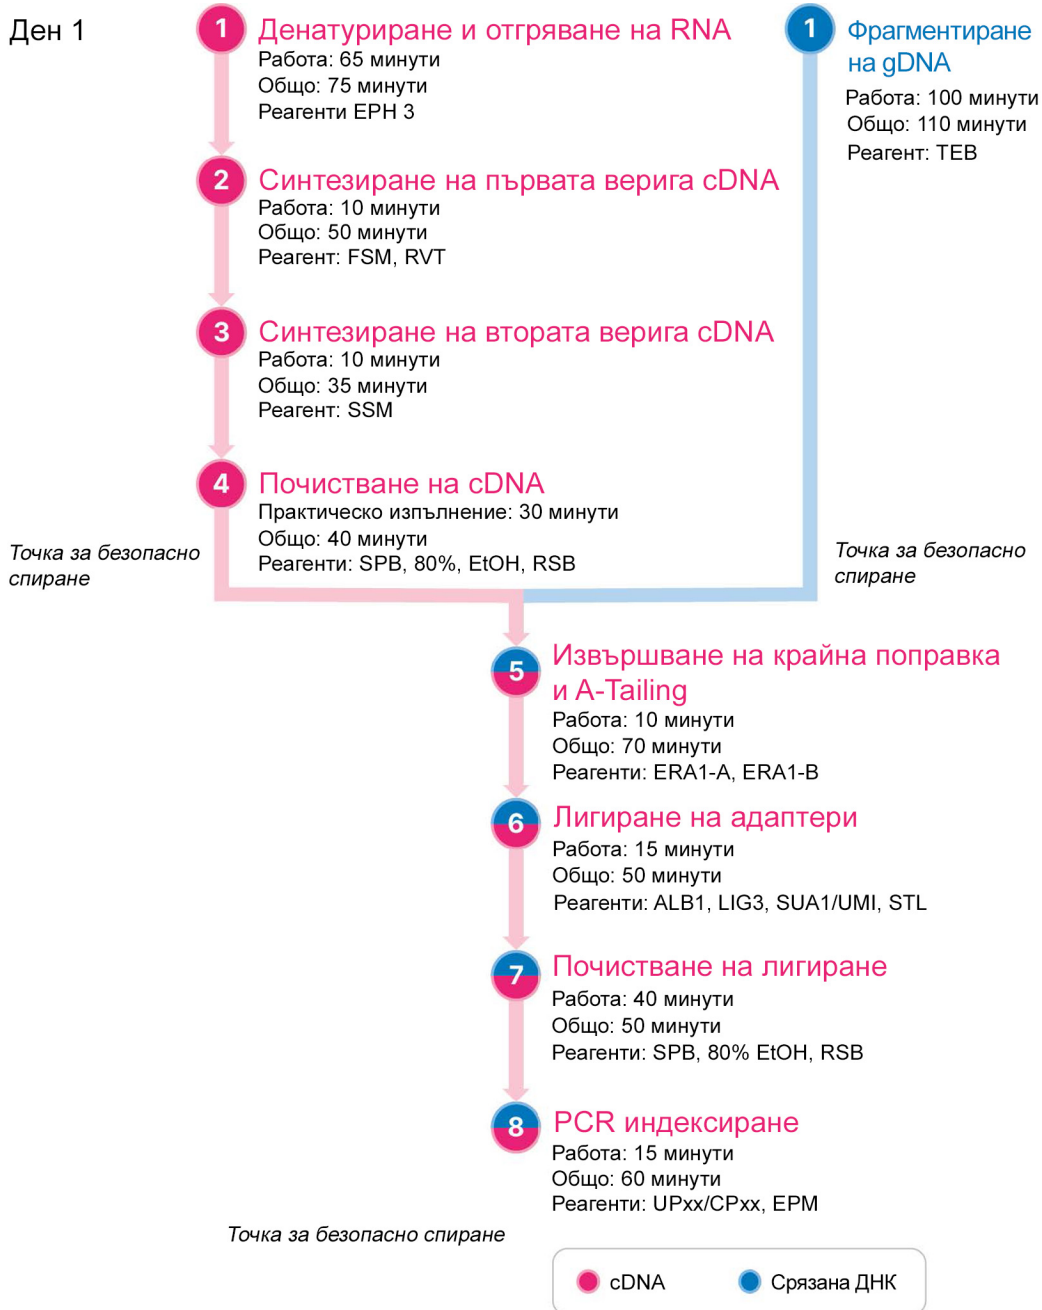 Ден 1
1 Денатуриране и отгряване на RNA
Работа: 65 минути
Общо: 75 минути
Реагенти EPH 3
1 Фрагментиране
на gDNA
Работа: 100 минути
Общо: 110 минути
Реагент: TEB
2 Синтезиране на първата верига cDNA
Работа: 10 минути
Общо: 50 минути
Реагент: FSM, RVT
3 Синтезиране на втората верига cDNA
Работа: 10 минути
Общо: 35 минути
Реагент: SSM
4 Почистване на cDNA
Практическо изпълнение: 30 минути
Общо: 40 минути
Реагенти: SPB, 80%, EtOH, RSB
Точка за безопасно
спиране
Точка за безопасно
спиране
5 Извършване на крайна поправка
и A-Tailing
Работа: 10 минути
Общо: 70 минути
Реагенти: ERA1-A, ERA1-B
6 Лигиране на адаптери
Работа: 15 минути
Общо: 50 минути
Реагенти: ALB1, LIG3, SUA1/UMI, STL
7 Почистване на лигиране
Работа: 40 минути
Общо: 50 минути
Реагенти: SPB, 80% EtOH, RSB
8 PCR индексиране
Работа: 15 минути
Общо: 60 минути
Реагенти: UPxx/CPxx, EPM
Точка за безопасно спиране
cDNA
Срязана ДНК